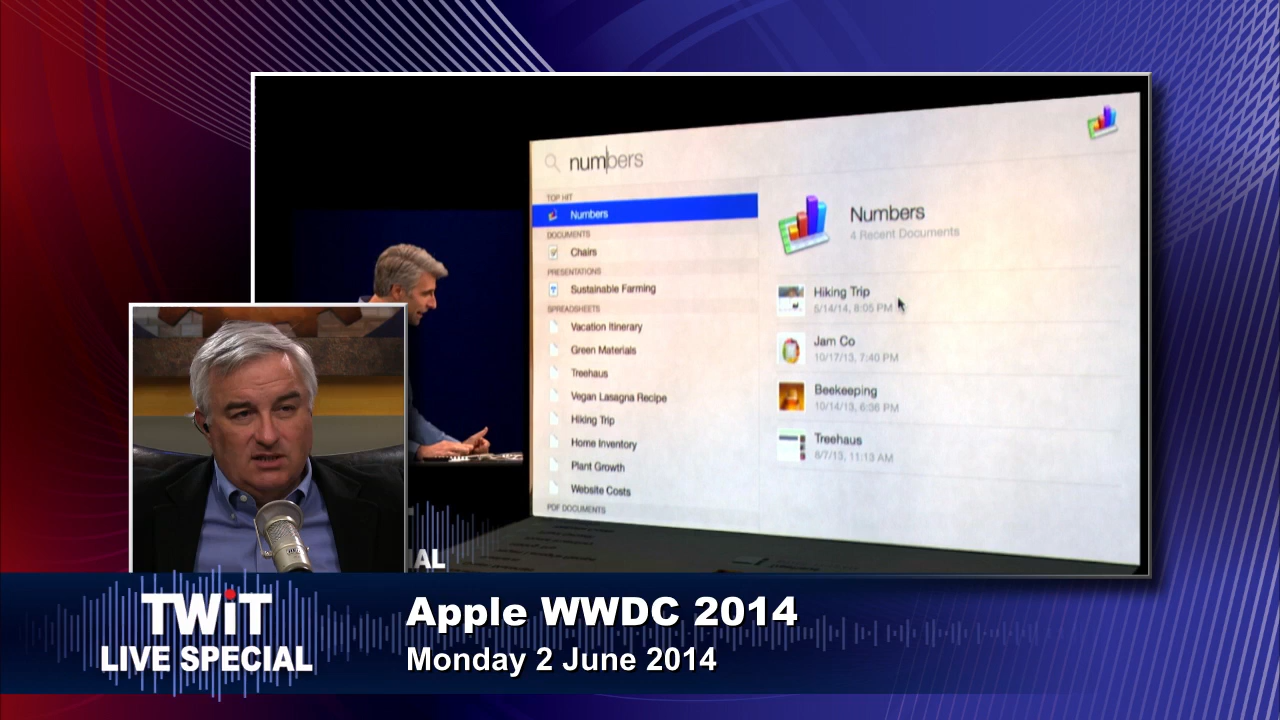 numbers
TOP HIT
Numbers
DOCUMENTS
Chairs
PRESENTATIONS
Sustainable Farming
SPREADSHEETS
Vacation Itinerary
Green Materials
Treehaus
Vegan Lasagna Recipe
Hiking Trip
Home Inventory
Plant Growth
Website Costs
PDF DOCUMENTS
Numbers
4 Recent Documents
Hiking Trip
5/14/14, 8:05 PM
Jam Co
10/17/13, 7:40 PM
Beekeeping
10/14/13, 6:36 PM
Treehaus
8/7/13, 11:13 AM
IAL
TWiT
LIVE SPECIAL
Apple WWDC 2014
Monday 2 June 2014